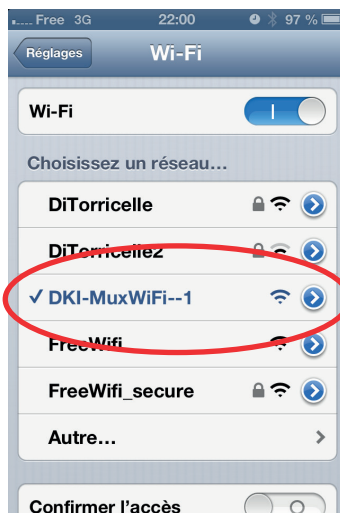 Free 3G 22:00 97 %
Réglages Wi-Fi
Wi-Fi
Choisissez un réseau...
DiTorricelle
DiTorricelle2
✓ DKI-MuxWiFi--1
FreeWifi
FreeWifi_secure
Autre...
Confirmer l'accès